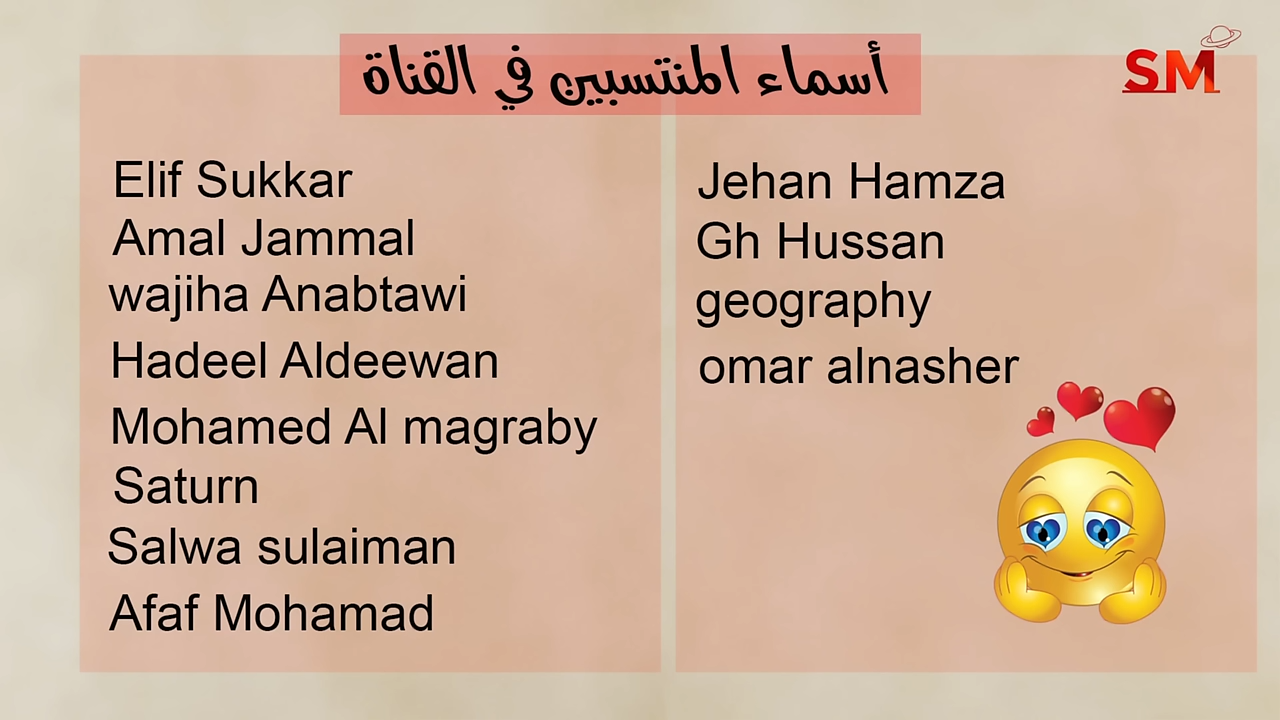 أسماء المنتسبين في القناة
SM
Elif Sukkar
Amal Jammal
wajiha Anabtawi
Hadeel Aldeewan
Mohamed Al magraby
Saturn
Salwa sulaiman
Afaf Mohamad
Jehan Hamza
Gh Hussan
geography
omar alnasher